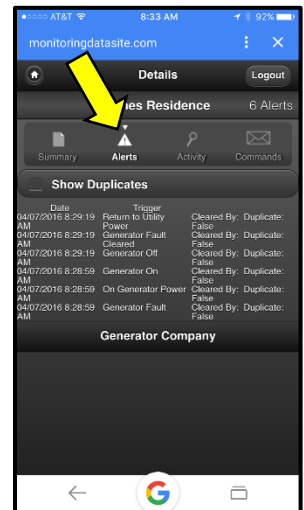 AT&T 8:33 AM 92%
monitoringdatasite.com
Details Logout
nes Residence 6 Alerts
Summary Alerts Activity Commands
Show Duplicates
Date Trigger
04/07/2016 8:29:19 AM Return to Utility Power Cleared By: Duplicate: False
04/07/2016 8:29:19 AM Generator Fault Cleared Cleared By: Duplicate: False
04/07/2016 8:29:19 AM Generator Off Cleared By: Duplicate: False
04/07/2016 8:28:59 AM Generator On Cleared By: Duplicate: False
04/07/2016 8:28:59 AM On Generator Power Cleared By: Duplicate: False
04/07/2016 8:28:59 AM Generator Fault Cleared By: Duplicate: False
Generator Company
G